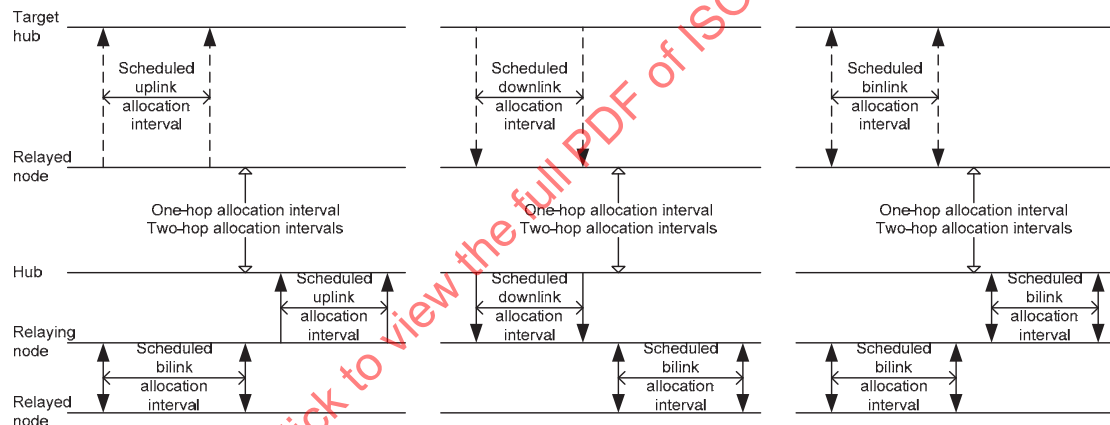 Target
hub
Scheduled
uplink
allocation
interval
Scheduled
downlink
allocation
interval
Scheduled
binlink
allocation
interval
Relayed
node
One-hop allocation interval
Two-hop allocation intervals
One-hop allocation interval
Two-hop allocation intervals
One-hop allocation interval
Two-hop allocation intervals
Hub
Scheduled
uplink
allocation
interval
Scheduled
downlink
allocation
interval
Scheduled
bilink
allocation
interval
Relaying
node
Scheduled
bilink
allocation
interval
Scheduled
bilink
allocation
interval
Scheduled
bilink
allocation
interval
Relayed
node
to view the full PDF of